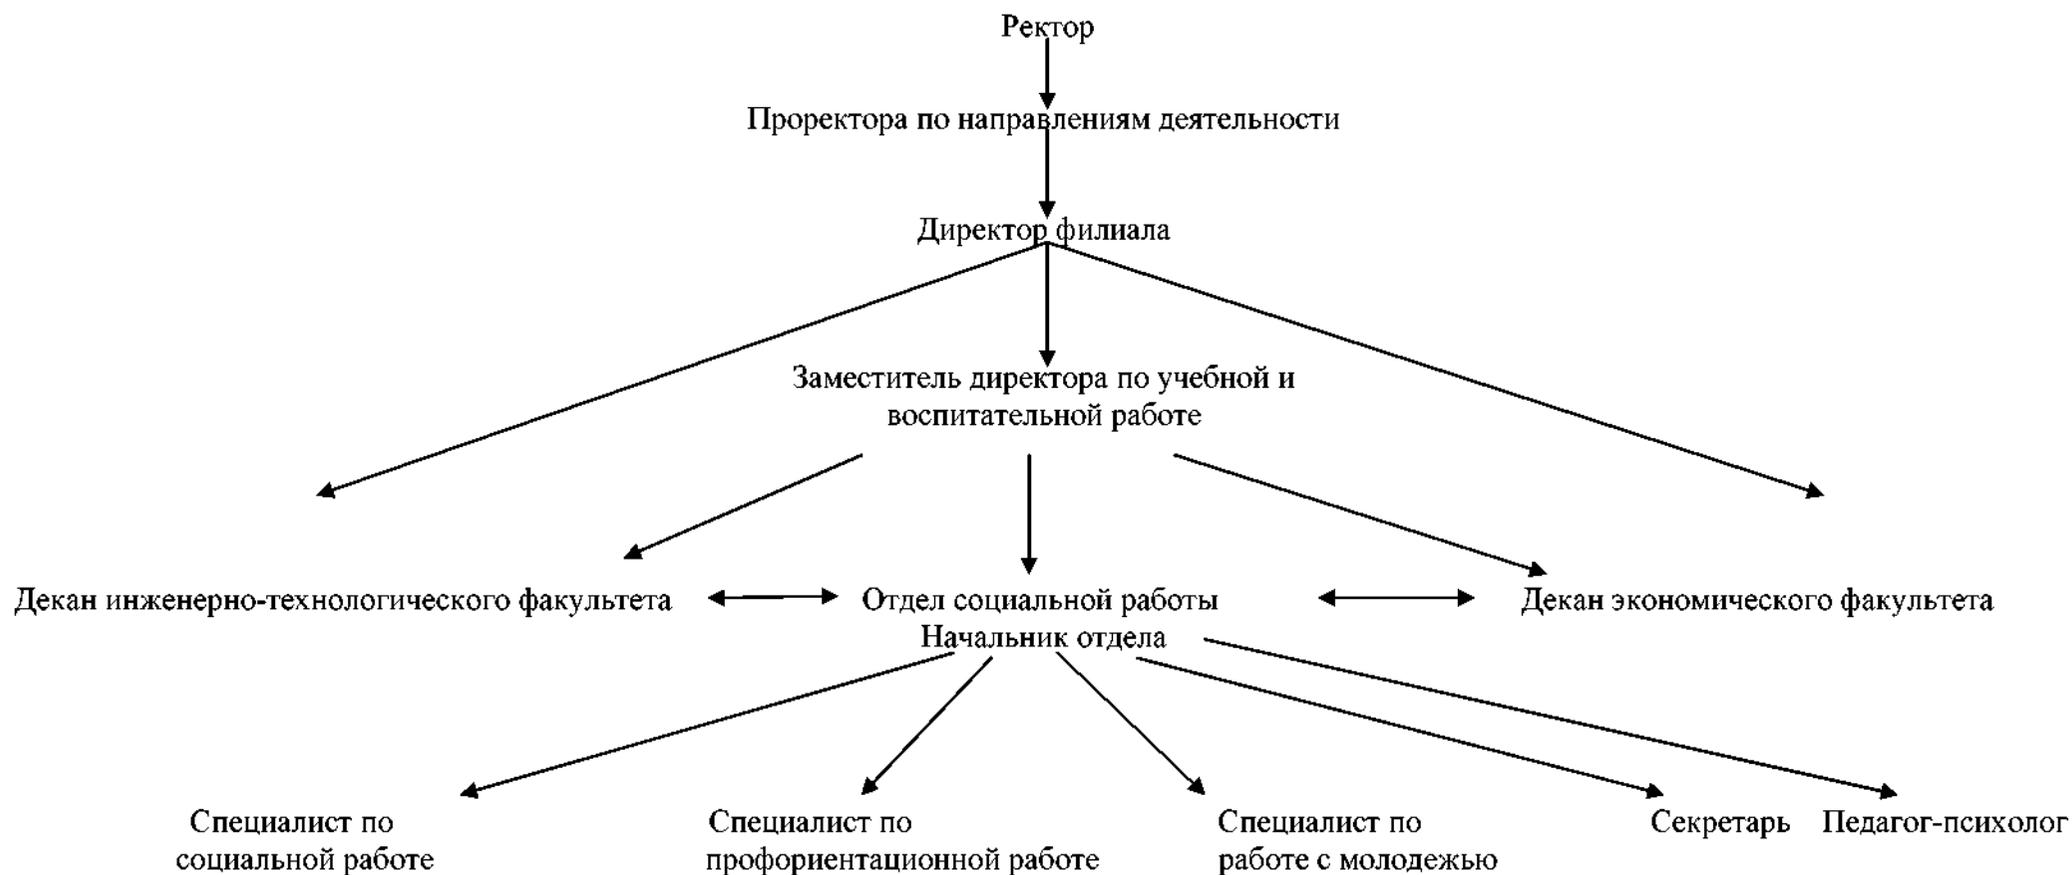 Ректор
Проректора по направлениям деятельности
Директор филиала
Заместитель директора по учебной и
воспитательной работе
Декан инженерно-технологического факультета
Отдел социальной работы
Начальник отдела
Декан экономического факультета
Специалист по
социальной работе
Специалист по
профориентационной работе
Специалист по
работе с молодежью
Секретарь
Педагог-психолог